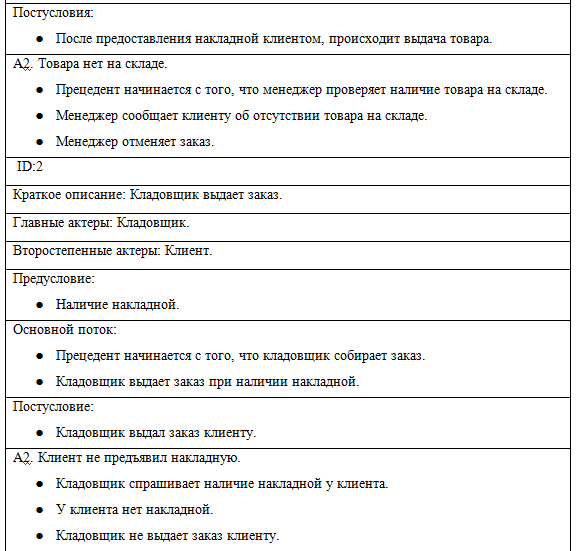 Постусловия:
● После предоставления накладной клиентом, происходит выдача товара.
А2. Товара нет на складе.
● Прецедент начинается с того, что менеджер проверяет наличие товара на складе.
● Менеджер сообщает клиенту об отсутствии товара на складе.
● Менеджер отменяет заказ.
ID:2
Краткое описание: Кладовщик выдает заказ.
Главные актеры: Кладовщик.
Второстепенные актеры: Клиент.
Предусловие:
● Наличие накладной.
Основной поток:
● Прецедент начинается с того, что кладовщик собирает заказ.
● Кладовщик выдает заказ при наличии накладной.
Постусловие:
● Кладовщик выдал заказ клиенту.
А2. Клиент не предъявил накладную.
● Кладовщик спрашивает наличие накладной у клиента.
● У клиента нет накладной.
● Кладовщик не выдает заказ клиенту.